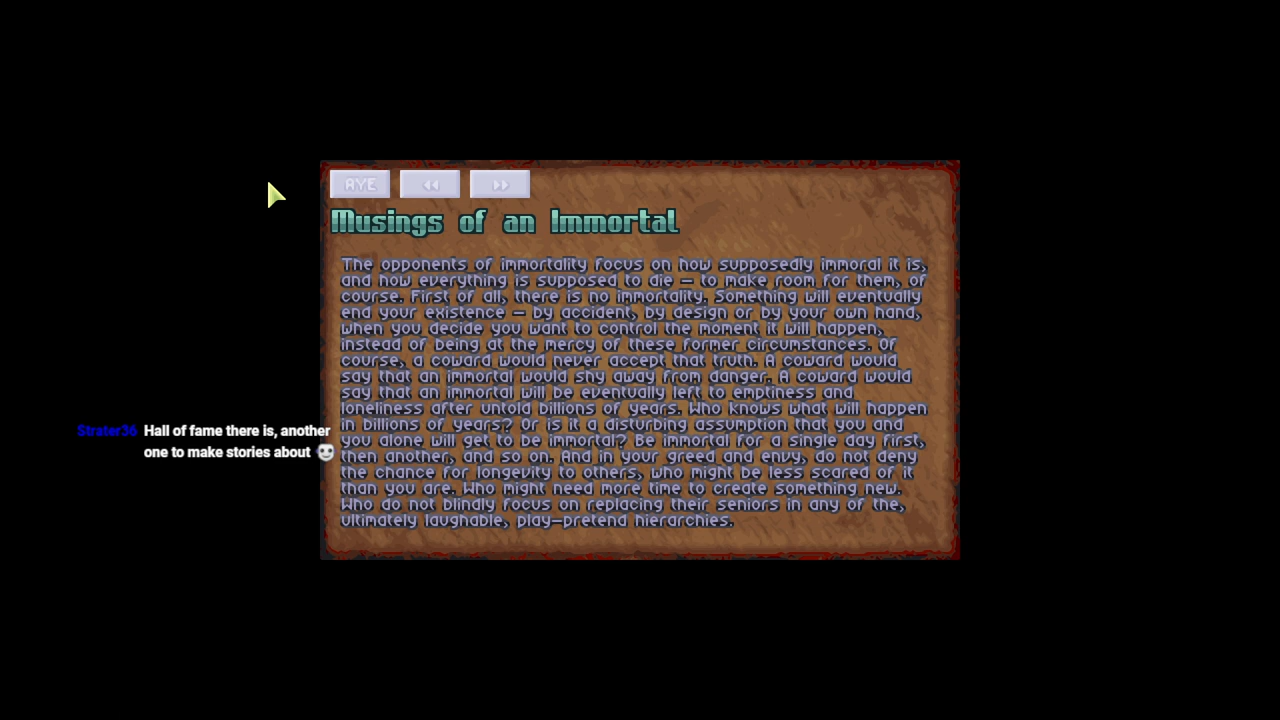 AYE
Musings of an Immortal
The opponents of immortality focus on how supposedly immoral it is,
and how everything is supposed to die – to make room for them, of
course. First of all, there is no immortality. Something will eventually
end your existence – by accident, by design or by your own hand,
when you decide you want to control the moment it will happen,
instead of being at the mercy of these former circumstances. Of
course, a coward would never accept that truth. A coward would
say that an immortal would shy away from danger. A coward would
say that an immortal will be eventually left to emptiness and
loneliness after untold billions of years. Who knows what will happen
in billions of years? Or is it a disturbing assumption that you and
you alone will get to be immortal? Be immortal for a single day first,
then another, and so on. And in your greed and envy, do not deny
the chance for longevity to others, who might be less scared of it
than you are. Who might need more time to create something new.
Who do not blindly focus on replacing their seniors in any of the,
ultimately laughable, play–pretend hierarchies.
Strater36 Hall of fame there is, another
one to make stories about